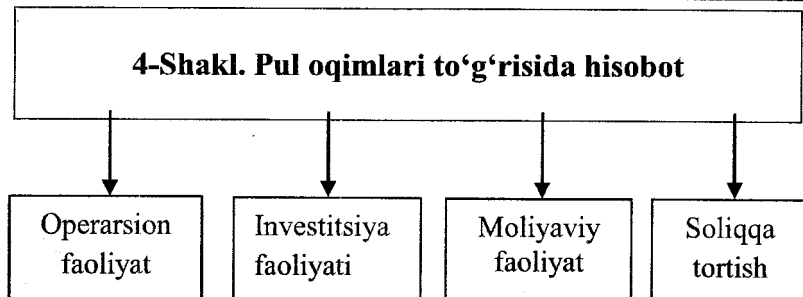 4-Shakl. Pul oqimlari to‘g‘risida hisobot
Operarsion
faoliyat
Investitsiya
faoliyati
Moliyaviy
faoliyat
Soliqqa
tortish